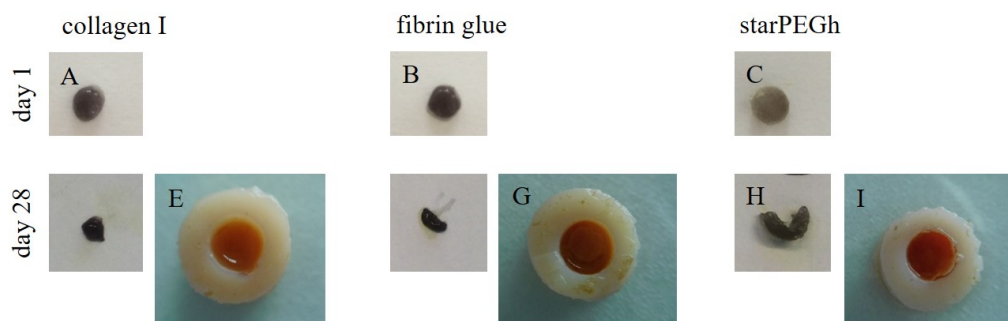 collagen I
fibrin glue
starPEGh
day 1
A
B
C
day 28
E
G
H
I